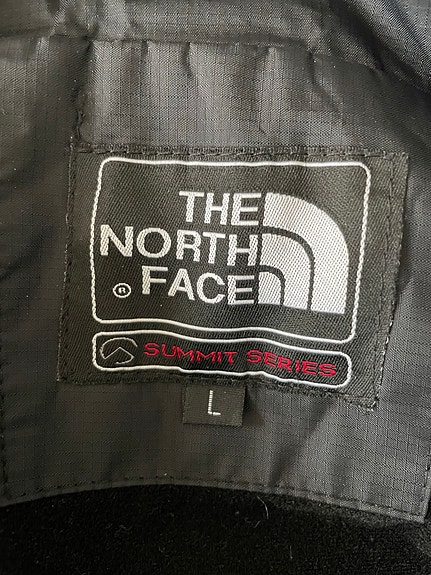 THE
NORTH
® FACE
SUMMIT SERIES
L